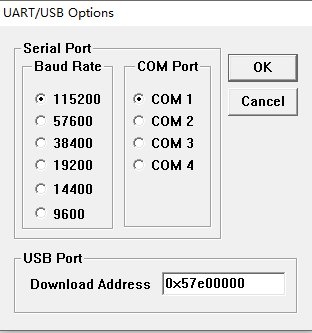 UART/USB Options
Serial Port
Baud Rate
COM Port
115200
57600
38400
19200
14400
9600
COM 1
COM 2
COM 3
COM 4
OK
Cancel
USB Port
Download Address 0x57e00000